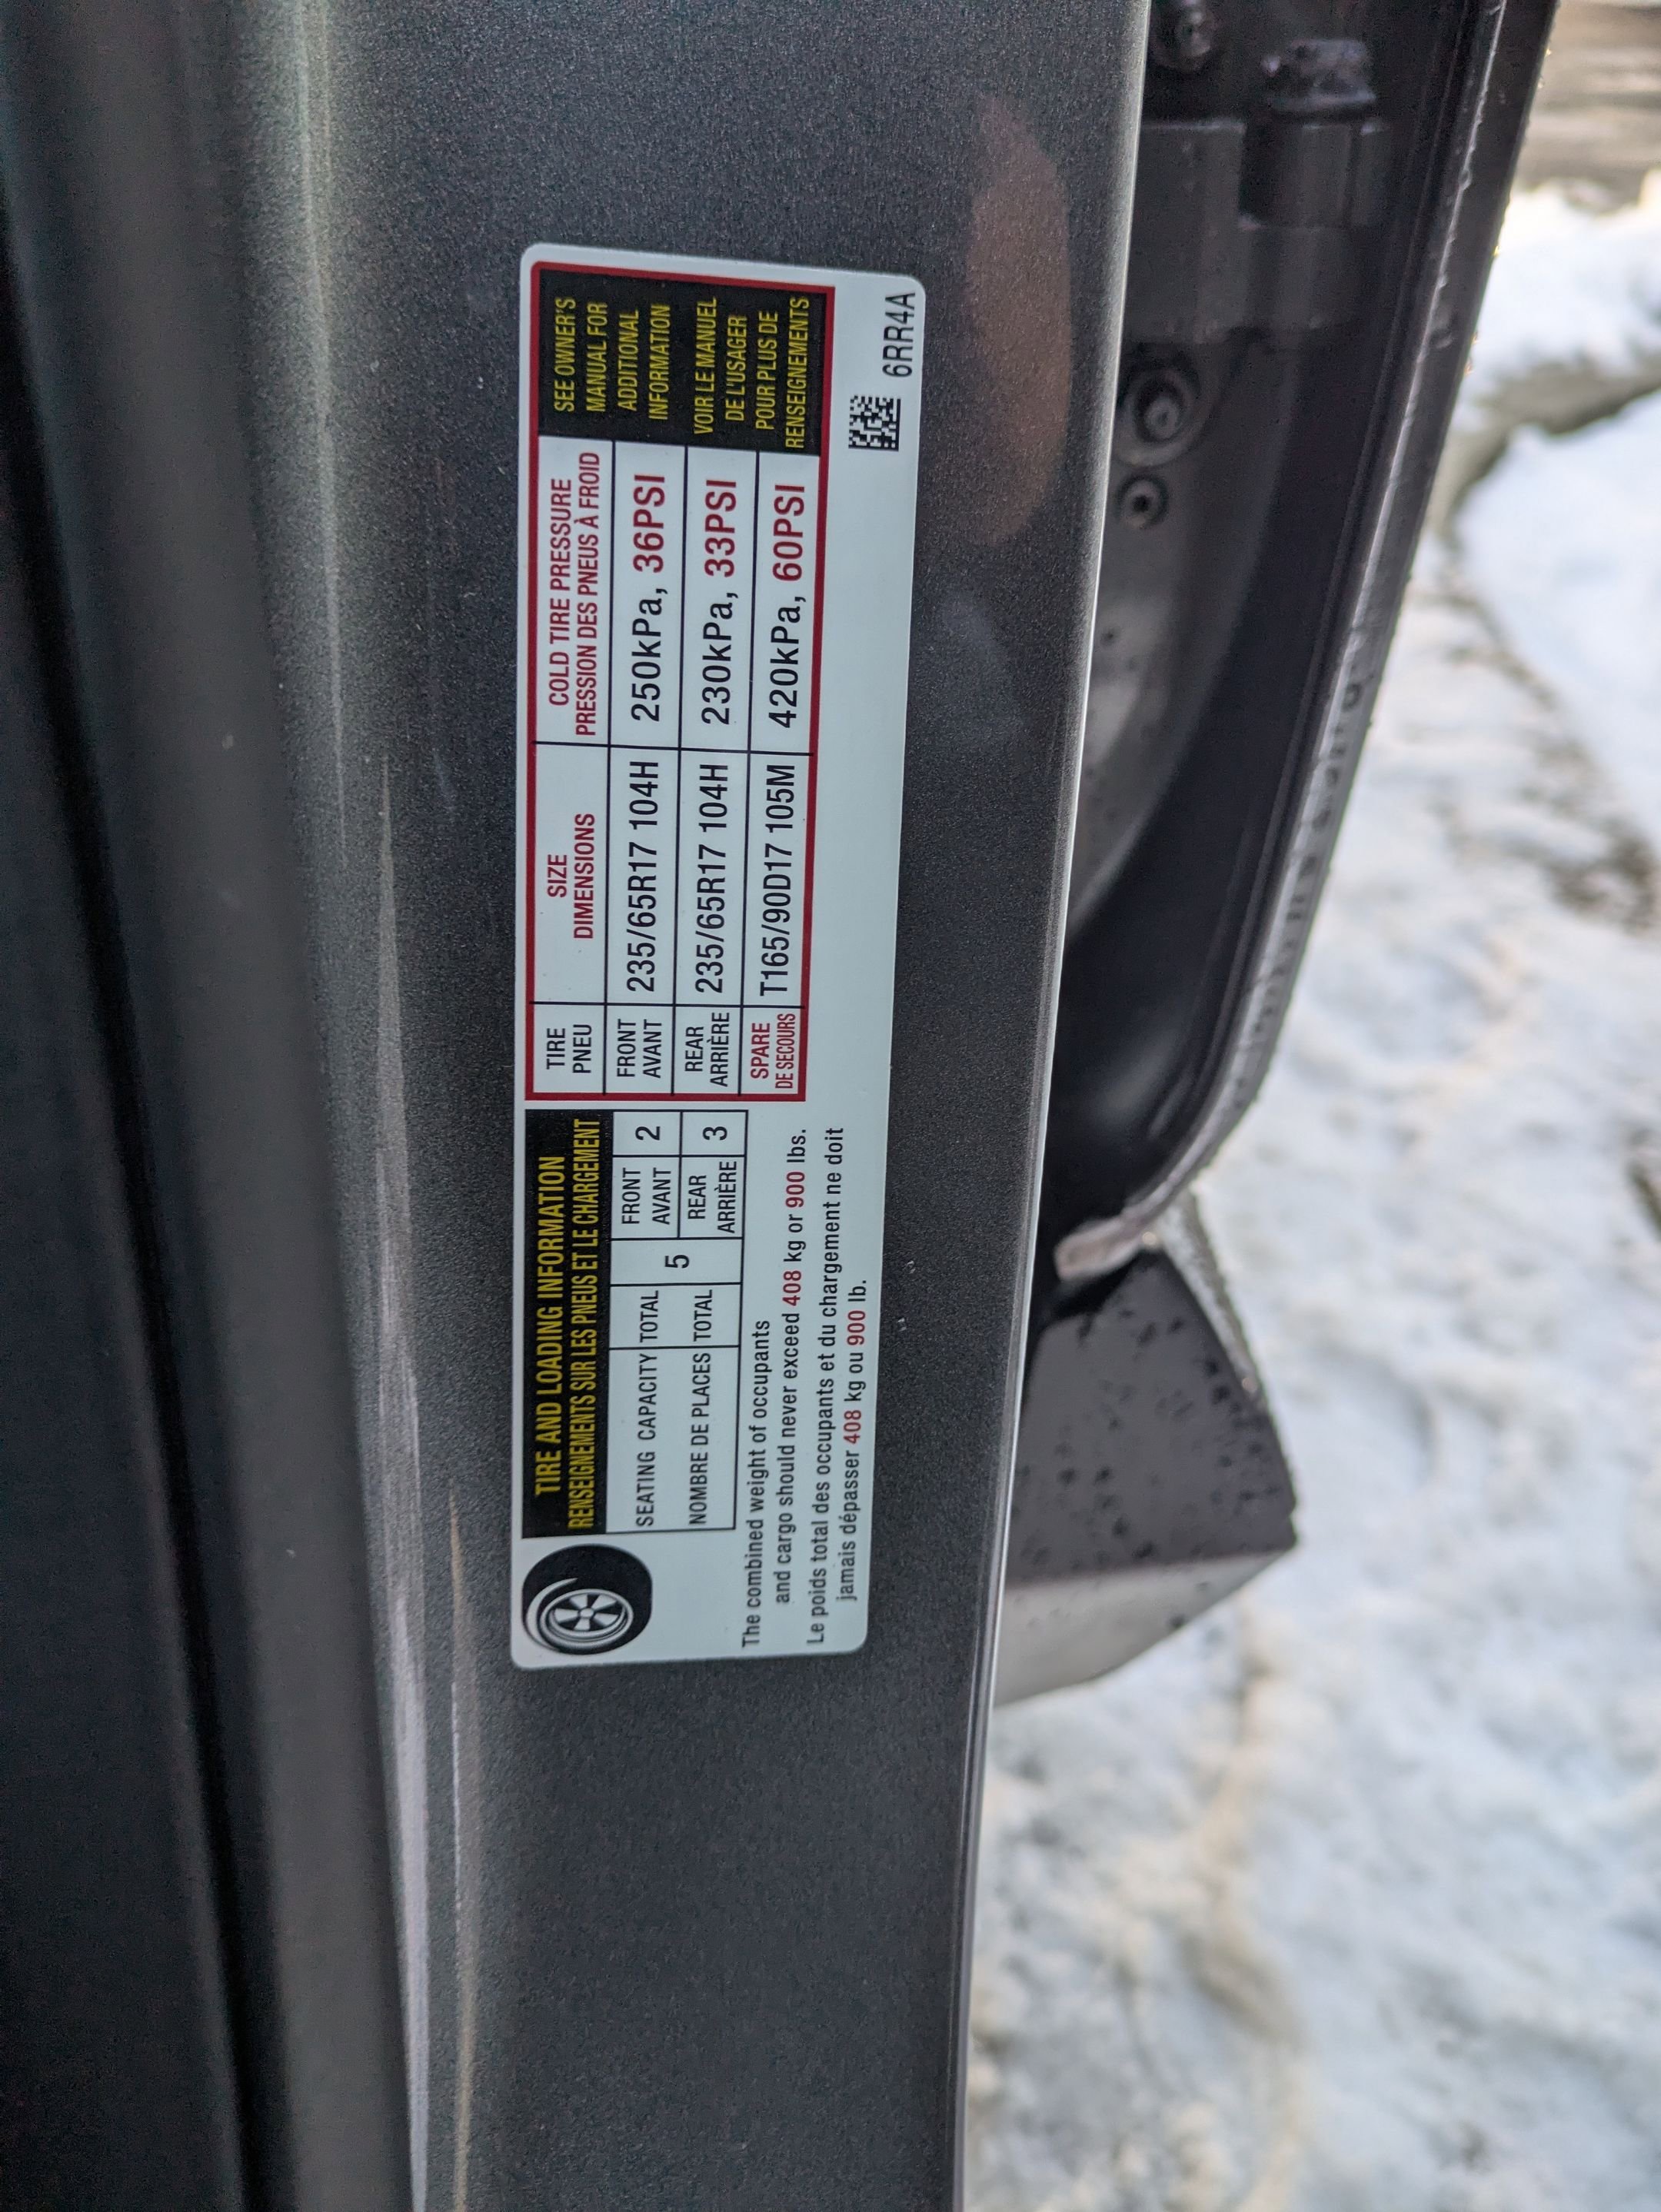 TIRE AND LOADING INFORMATION
RENSEIGNEMENTS SUR LES PNEUS ET LE CHARGEMENT
SEATING CAPACITY
NOMBRE DE PLACES
TOTAL
TOTAL
5
FRONT
AVANT
2
REAR
ARRIÈRE
3
The combined weight of occupants
and cargo should never exceed 408 kg or 900 lbs.
Le poids total des occupants et du chargement ne doit
jamais dépasser 408 kg ou 900 lb.
TIRE
PNEU
SIZE
DIMENSIONS
COLD TIRE PRESSURE
PRESSION DES PNEUS À FROID
FRONT
AVANT
235/65R17 104H
250kPa, 36PSI
REAR
ARRIÈRE
235/65R17 104H
230kPa, 33PSI
SPARE
DE SECOURS
T165/90D17 105M
420kPa, 60PSI
SEE OWNER'S
MANUAL FOR
ADDITIONAL
INFORMATION
VOIR LE MANUEL
DE L'USAGER
POUR PLUS DE
RENSEIGNEMENTS
6RR4A